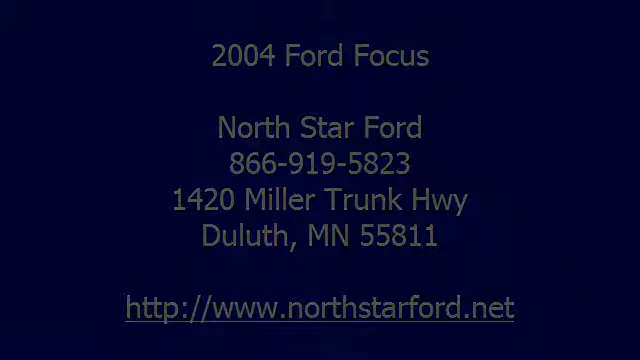 2004 Ford Focus
North Star Ford
866-919-5823
1420 Miller Trunk Hwy
Duluth, MN 55811
http://www.northstarford.net